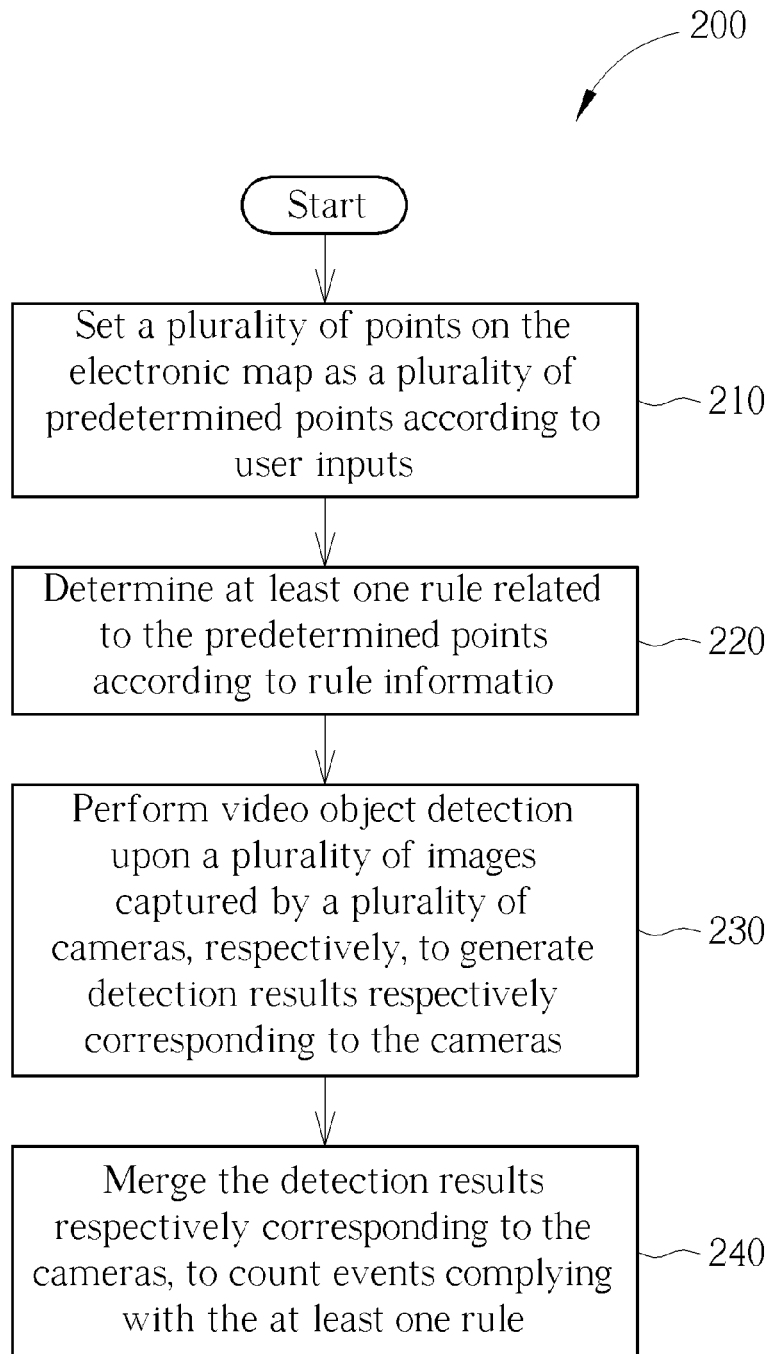 200
Start
Set a plurality of points on the
electronic map as a plurality of
predetermined points according to
user inputs
210
Determine at least one rule related
to the predetermined points
according to rule informatio
220
Perform video object detection
upon a plurality of images
captured by a plurality of
cameras, respectively, to generate
detection results respectively
corresponding to the cameras
230
Merge the detection results
respectively corresponding to the
cameras, to count events complying
with the at least one rule
240